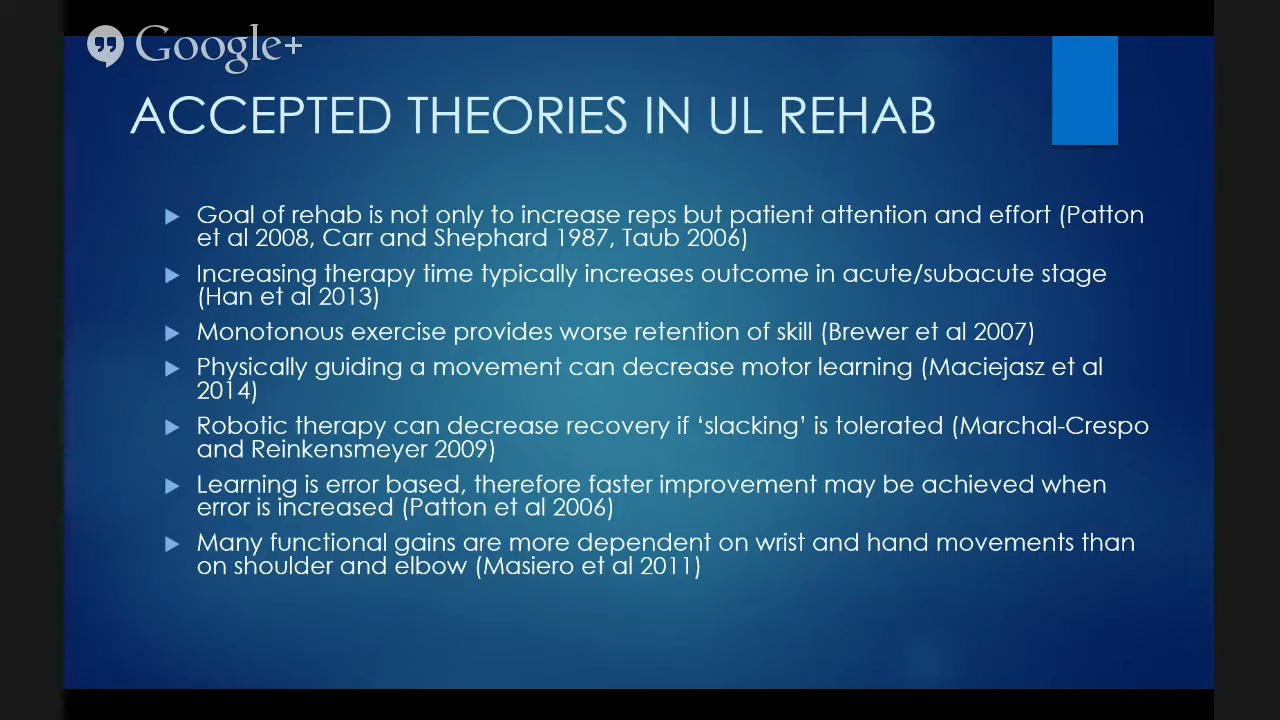 Google+
ACCEPTED THEORIES IN UL REHAB
Goal of rehab is not only to increase reps but patient attention and effort (Patton
et al 2008, Carr and Shephard 1987, Taub 2006)
Increasing therapy time typically increases outcome in acute/subacute stage
(Han et al 2013)
Monotonous exercise provides worse retention of skill (Brewer et al 2007)
Physically guiding a movement can decrease motor learning (Maciejasz et al
2014)
Robotic therapy can decrease recovery if ‘slacking’ is tolerated (Marchal-Crespo
and Reinkensmeyer 2009)
Learning is error based, therefore faster improvement may be achieved when
error is increased (Patton et al 2006)
Many functional gains are more dependent on wrist and hand movements than
on shoulder and elbow (Masiero et al 2011)